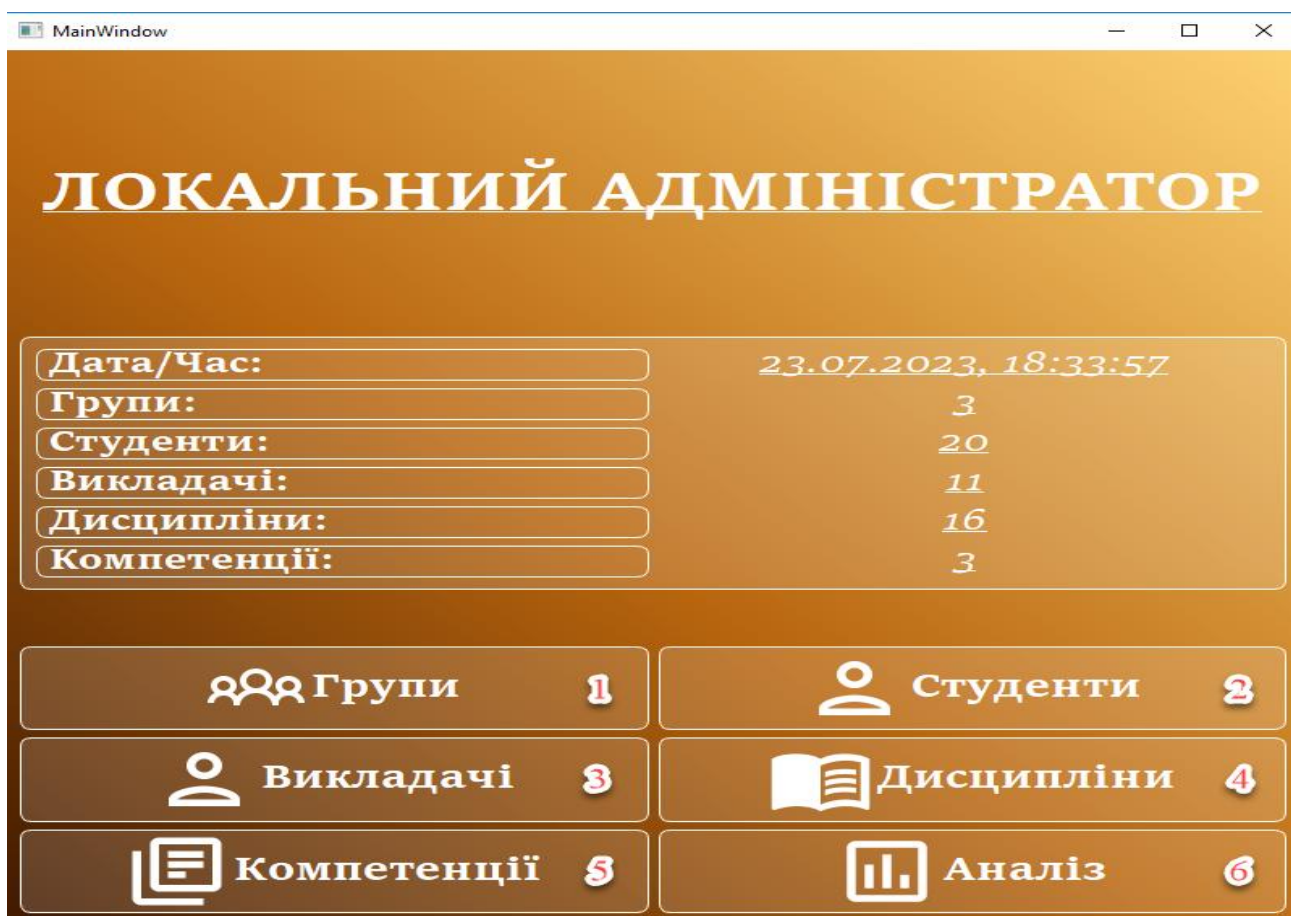 MainWindow
ЛОКАЛЬНИЙ АДМІНІСТРАТОР
Дата/Час: 23.07.2023, 18:33:57
Групи: 3
Студенти: 20
Викладачі: 11
Дисципліни: 16
Компетенції: 3
Групи 1 Студенти 2
Викладачі 3 Дисципліни 4
Компетенції 5 Аналіз 6